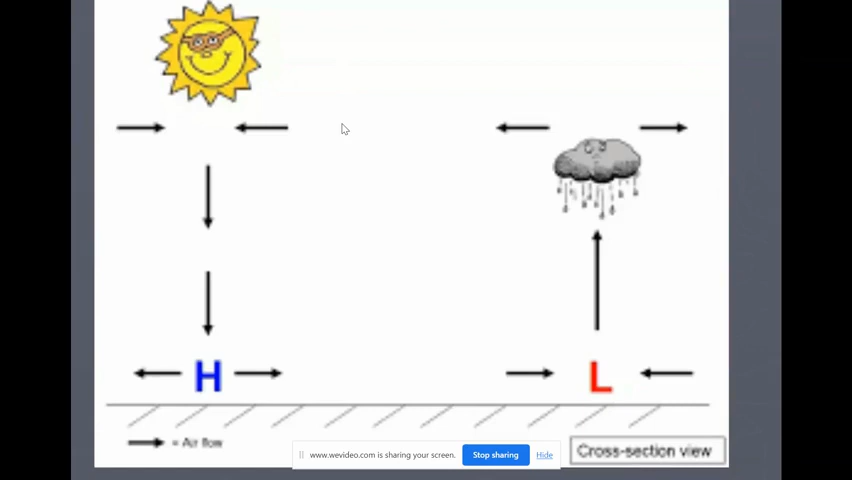 H
L
= Air flow
www.wevideo.com is sharing your screen.
Stop sharing
Hide
Cross-section view